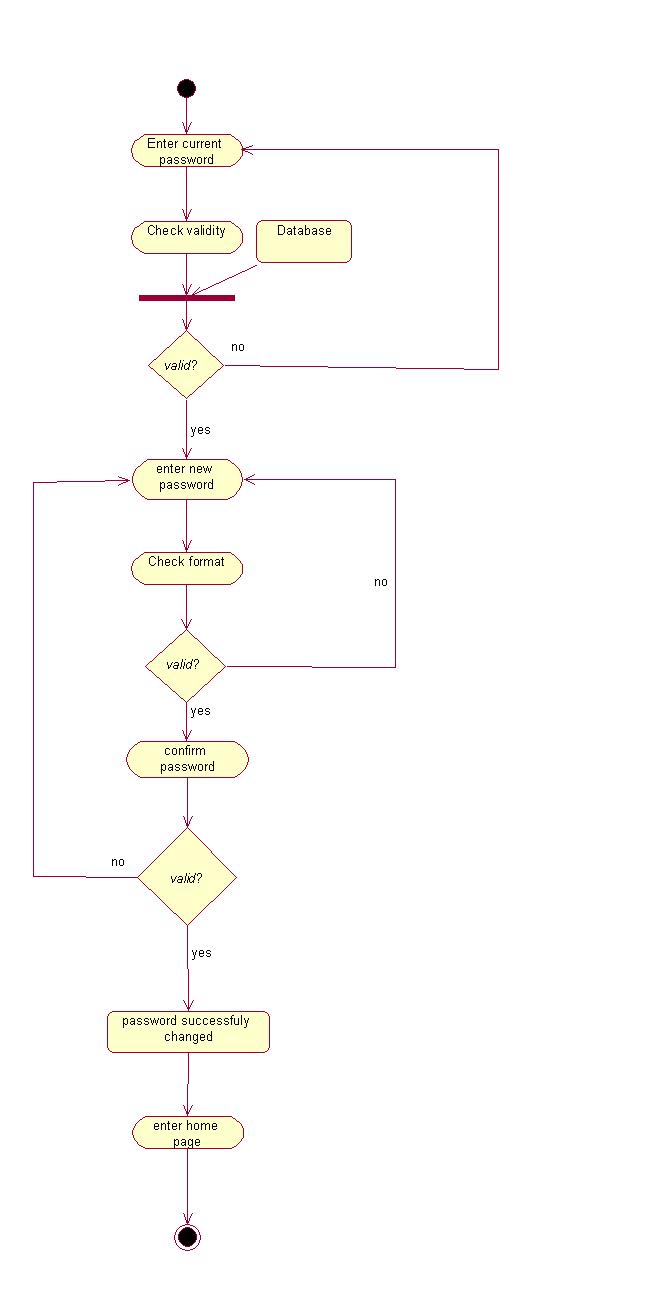 Enter current
password
Check validity
Database
no
valid?
yes
enter new
password
Check format
no
valid?
yes
confirm
password
no
valid?
yes
password successfuly
changed
enter home
page